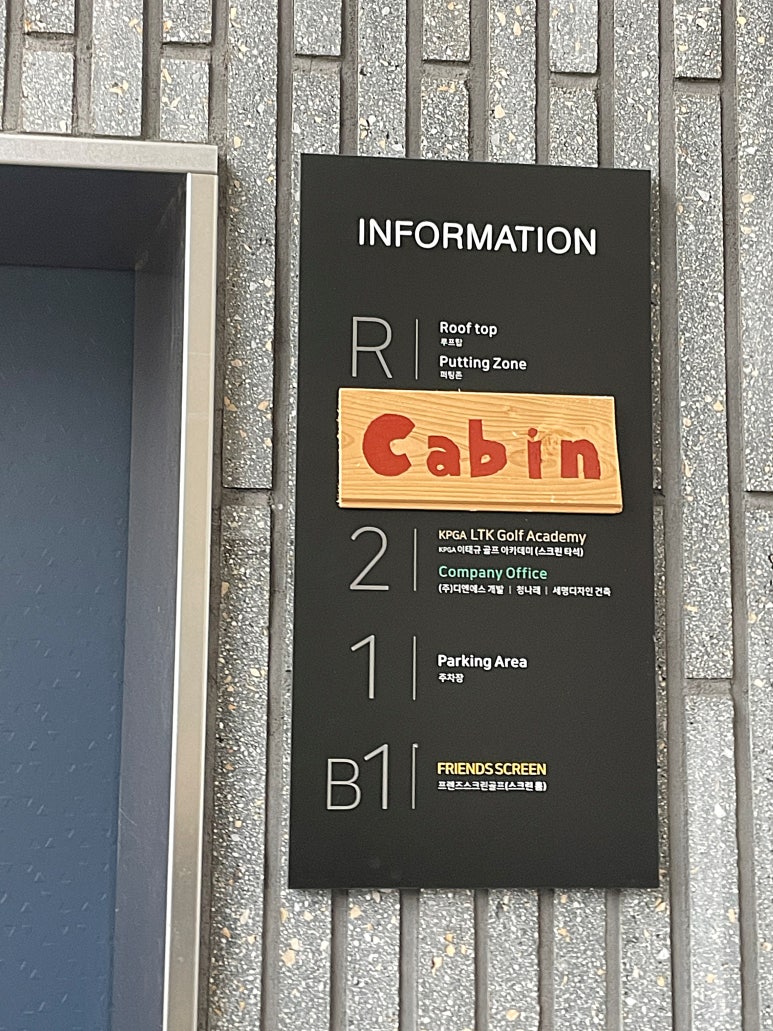 INFORMATION
R
Roof top
루프탑
Putting Zone
퍼팅존
Cabin
2
KPGA LTK Golf Academy
KPGA 이태규 골프 아카데미 (스크린 타석)
Company Office
(주)디앤에스 개발 | 청나래 | 세명디자인 건축
1
Parking Area
주차장
B1
FRIENDS SCREEN
프렌즈스크린골프(스크린 룸)